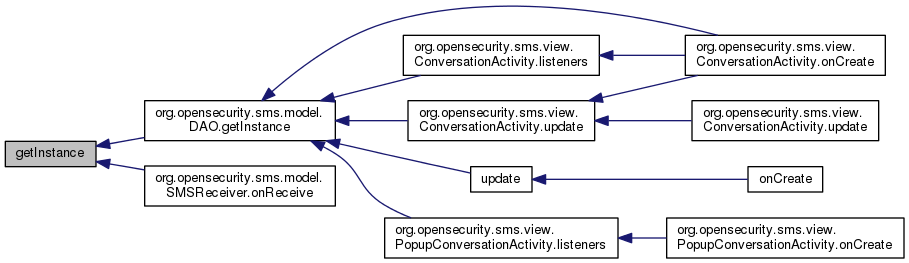 getInstance
org.opensecurity.sms.model.
DAO.getInstance
org.opensecurity.sms.model.
SMSReceiver.onReceive
org.opensecurity.sms.view.
ConversationActivity.listeners
org.opensecurity.sms.view.
ConversationActivity.update
update
org.opensecurity.sms.view.
PopupConversationActivity.listeners
org.opensecurity.sms.view.
ConversationActivity.onCreate
org.opensecurity.sms.view.
ConversationActivity.update
onCreate
org.opensecurity.sms.view.
PopupConversationActivity.onCreate